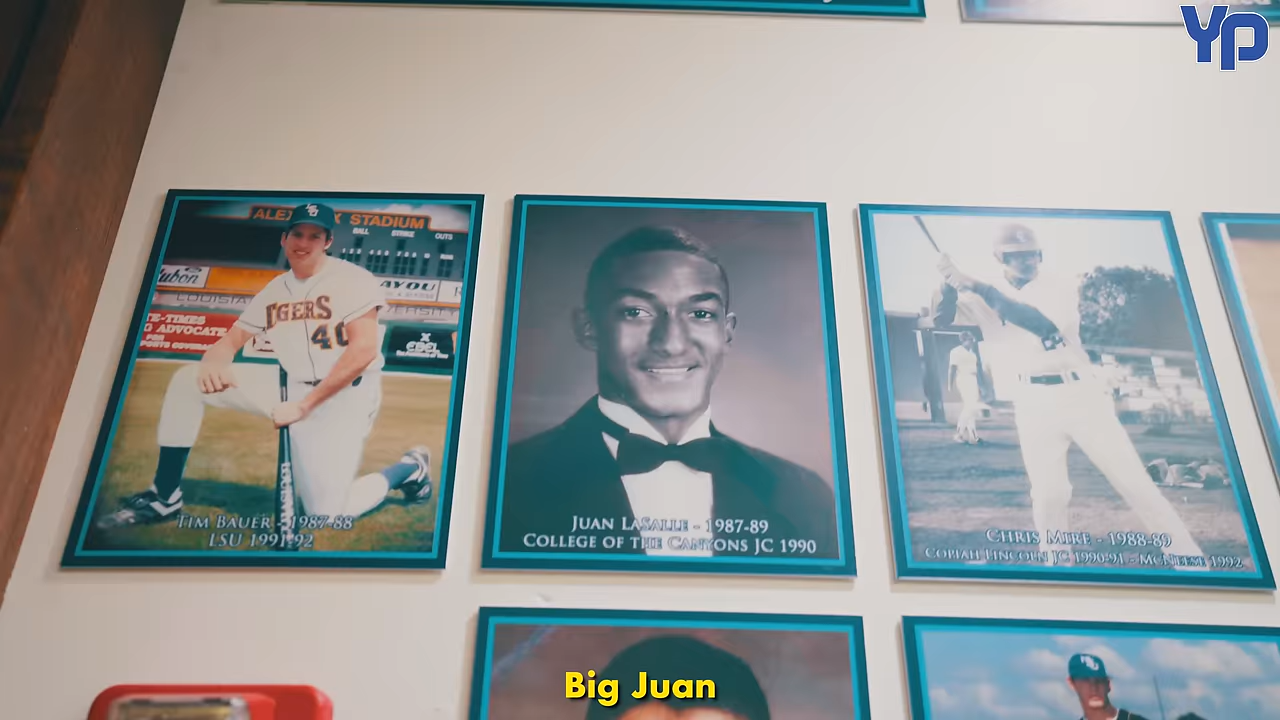 YP
ALEX BOX STADIUM
BALL STRIKE OUTS
TIGERS
40
TIM BAUER - 1987-88
LSU 1991-92
JUAN LASALLE - 1987-89
COLLEGE OF THE CANYONS JC 1990
CHRIS MIRE - 1988-89
COPIAH LINCOLN JC 1990-91 - MCNEESE 1992
Big Juan